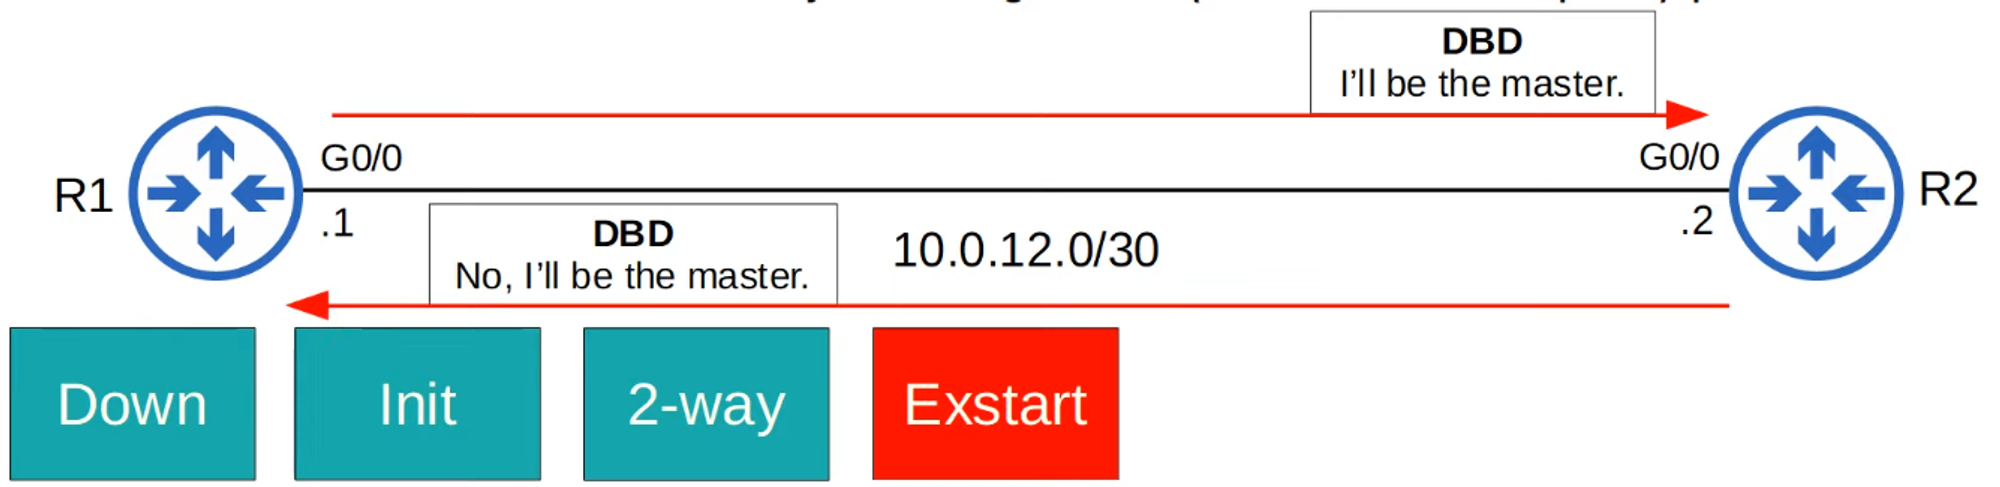 DBD
I'll be the master.
G0/0
G0/0
R1
R2
.1
.2
DBD
No, I'll be the master.
10.0.12.0/30
Down
Init
2-way
Exstart